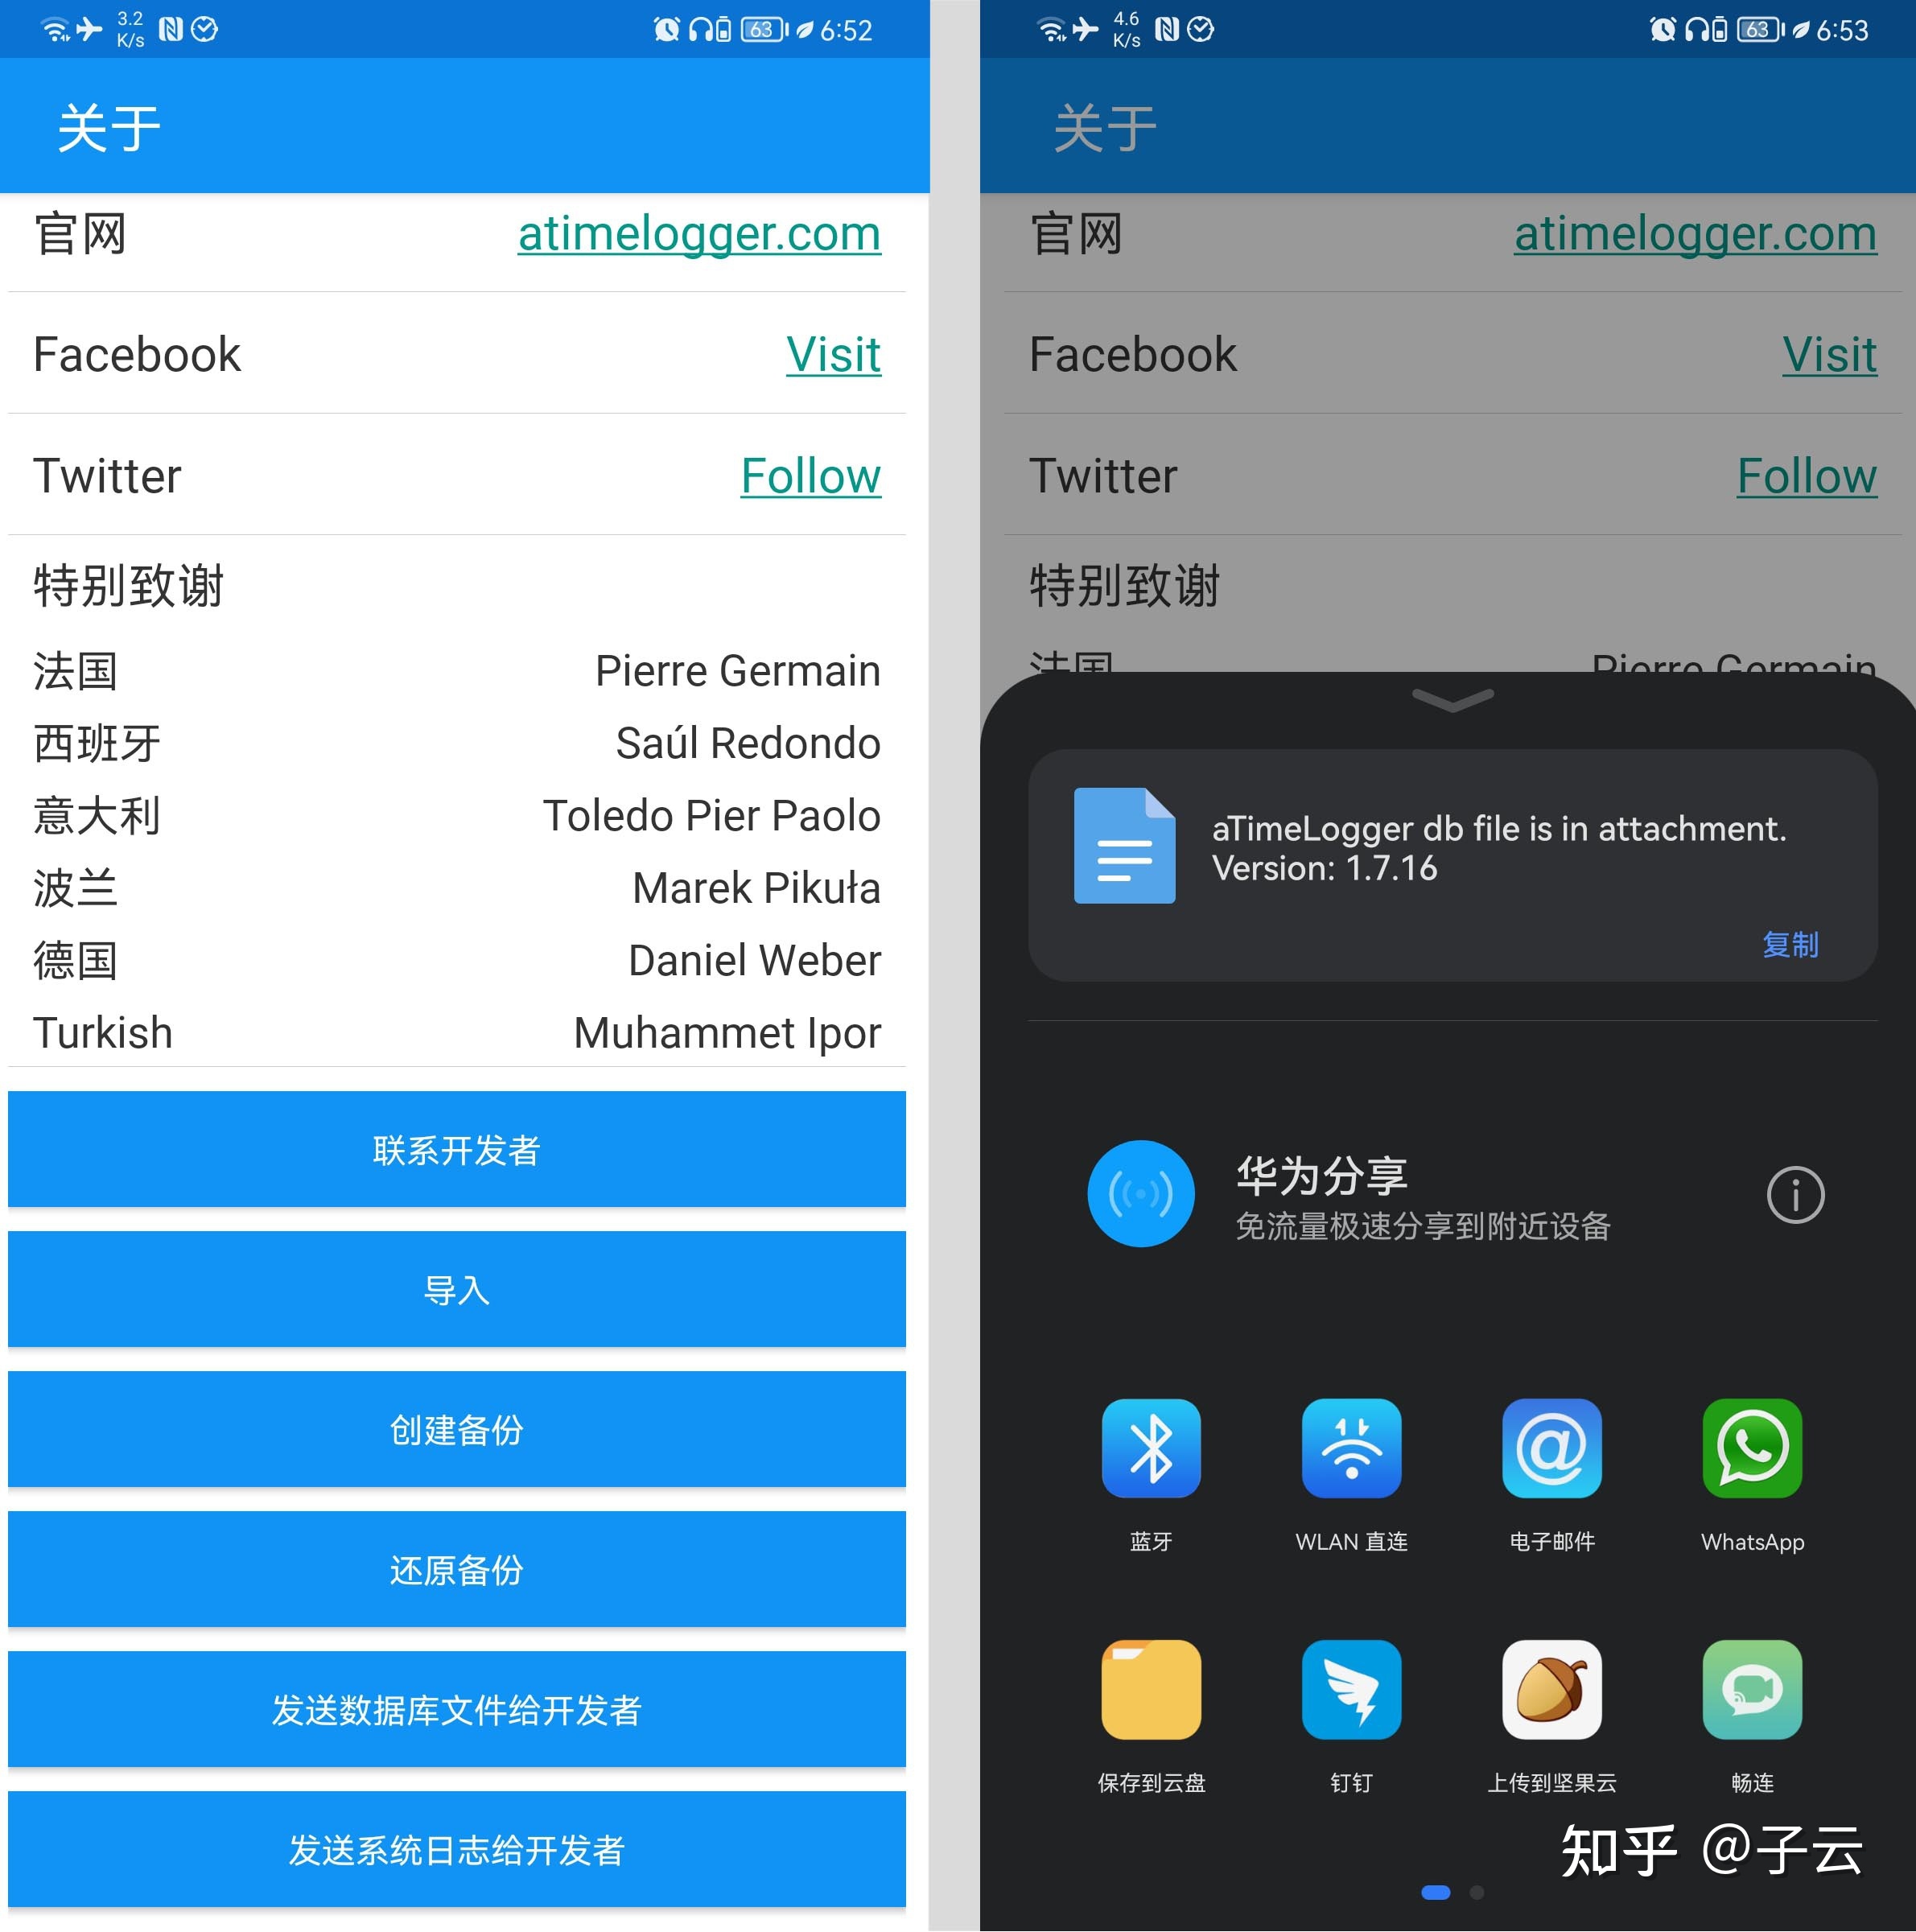 3.2
K/s
63
6:52
关于
官网 atimelogger.com
Facebook Visit
Twitter Follow
特别致谢
法国 Pierre Germain
西班牙 Saúl Redondo
意大利 Toledo Pier Paolo
波兰 Marek Pikuła
德国 Daniel Weber
Turkish Muhammet Ipor
联系开发者
导入
创建备份
还原备份
发送数据库文件给开发者
发送系统日志给开发者
4.6
K/s
63
6:53
关于
官网 atimelogger.com
Facebook Visit
Twitter Follow
特别致谢
法国 Pierre Germain
aTimeLogger db file is in attachment.
Version: 1.7.16
复制
华为分享
免流量极速分享到附近设备
蓝牙 WLAN 直连 电子邮件 WhatsApp
保存到云盘 钉钉 上传到坚果云 畅连
知乎 @子云